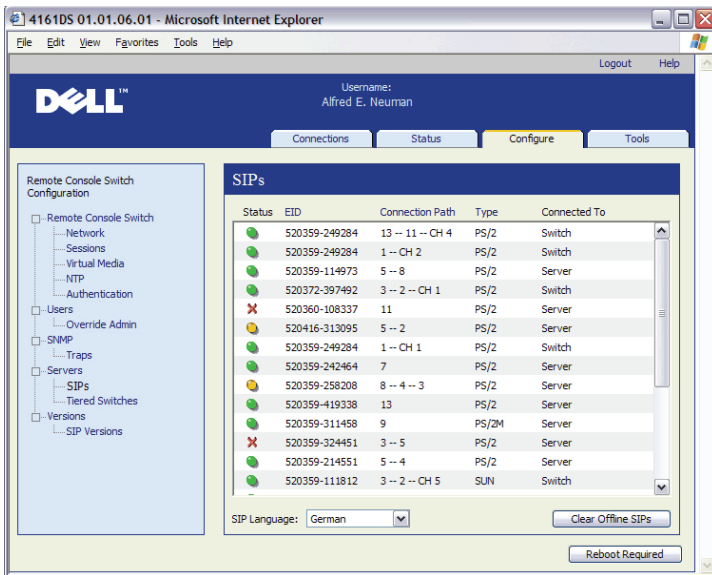 4161DS 01.01.06.01 - Microsoft Internet Explorer
File Edit View Favorites Tools Help
Logout Help
DELL™
Username:
Alfred E. Neuman
Connections Status Configure Tools
Remote Console Switch
Configuration
Remote Console Switch
Network
Sessions
Virtual Media
NTP
Authentication
Users
Override Admin
SNMP
Traps
Servers
SIPs
Tiered Switches
Versions
SIP Versions
SIPs
Status EID Connection Path Type Connected To
520359-249284 13 -- 11 -- CH 4 PS/2 Switch
520359-249284 1 -- CH 2 PS/2 Switch
520359-114973 5 -- 8 PS/2 Server
520372-397492 3 -- 2 -- CH 1 PS/2 Switch
520360-108337 11 PS/2 Server
520416-313095 5 -- 2 PS/2 Server
520359-249284 1 -- CH 1 PS/2 Switch
520359-242464 7 PS/2 Server
520359-258208 8 -- 4 -- 3 PS/2 Server
520359-419338 13 PS/2 Server
520359-311458 9 PS/2M Server
520359-324451 3 -- 5 PS/2 Server
520359-214551 5 -- 4 PS/2 Server
520359-111812 3 -- 2 -- CH 5 SUN Switch
SIP Language: German Clear Offline SIPs
Reboot Required